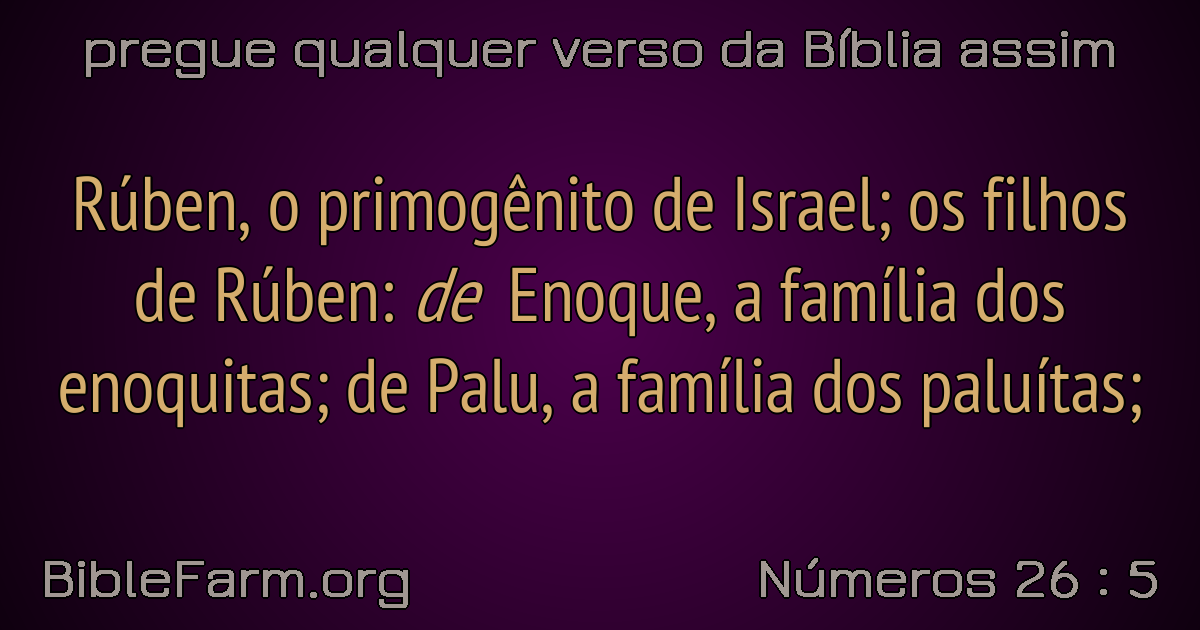 pregue qualquer verso da Bíblia assim
Rúben, o primogênito de Israel; os filhos
de Rúben: de Enoque, a família dos
enoquitas; de Palu, a família dos paluítas;
BibleFarm.org
Números 26 : 5